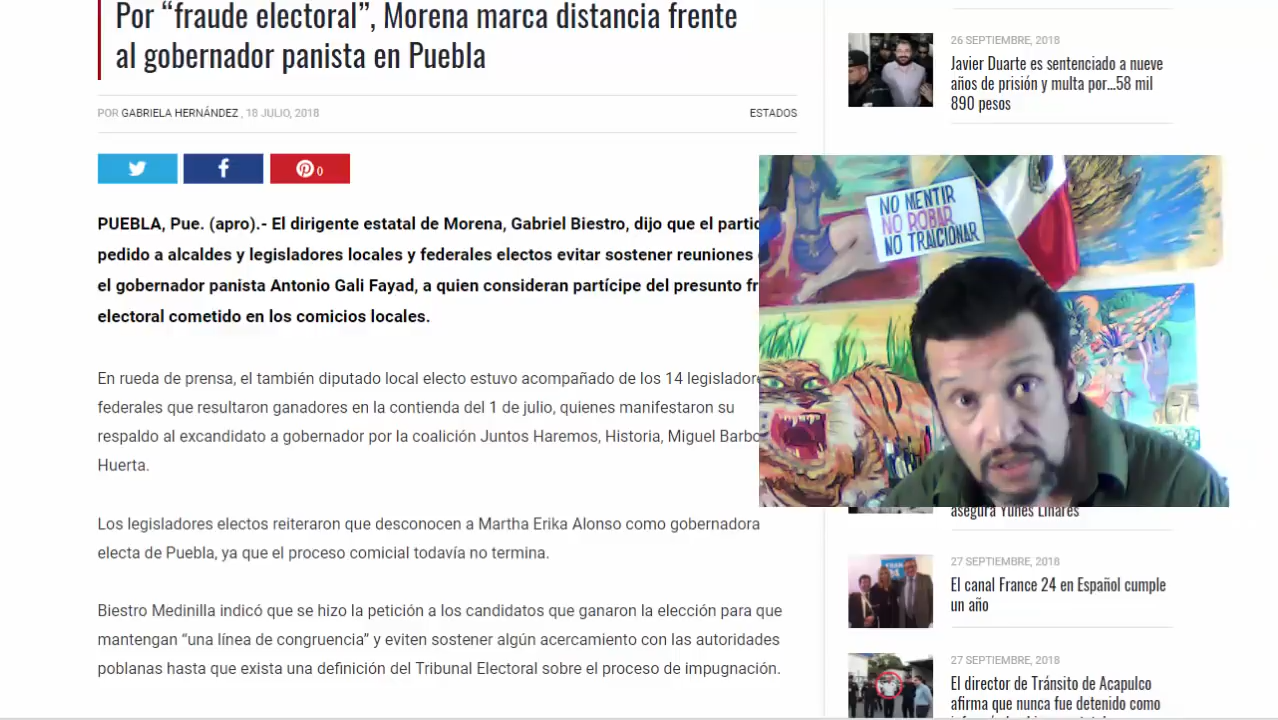 Por “fraude electoral”, Morena marca distancia frente
al gobernador panista en Puebla
POR GABRIELA HERNÁNDEZ , 18 JULIO, 2018
ESTADOS
0
PUEBLA, Pue. (apro).- El dirigente estatal de Morena, Gabriel Biestro, dijo que el
pedido a alcaldes y legisladores locales y federales electos evitar sostener reuniones
el gobernador panista Antonio Gali Fayad, a quien consideran partícipe del presunto
electoral cometido en los comicios locales.
En rueda de prensa, el también diputado local electo estuvo acompañado de los 14
federales que resultaron ganadores en la contienda del 1 de julio, quienes manifestaron su
respaldo al excandidato a gobernador por la coalición Juntos Haremos, Historia, Miguel
Huerta.
Los legisladores electos reiteraron que desconocen a Martha Erika Alonso como gobernadora
electa de Puebla, ya que el proceso comicial todavía no termina.
Biestro Medinilla indicó que se hizo la petición a los candidatos que ganaron la elección para que
mantengan “una línea de congruencia” y eviten sostener algún acercamiento con las autoridades
poblanas hasta que exista una definición del Tribunal Electoral sobre el proceso de impugnación.
26 SEPTIEMBRE, 2018
Javier Duarte es sentenciado a nueve
años de prisión y multa por...58 mil
890 pesos
NO MENTIR
NO ROBAR
NO TRAICIONAR
asegura Yunes Linares
27 SEPTIEMBRE, 2018
El canal France 24 en Español cumple
un año
27 SEPTIEMBRE, 2018
El director de Tránsito de Acapulco
afirma que nunca fue detenido como